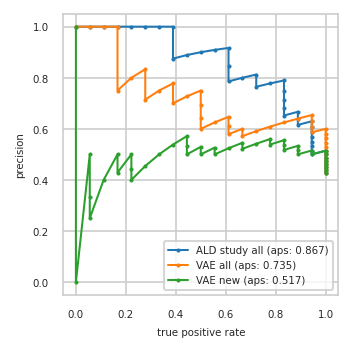 1.0
0.8
0.6
0.4
0.2
0.0
precision
ALD study all (aps: 0.867)
VAE all (aps: 0.735)
VAE new (aps: 0.517)
0.0 0.2 0.4 0.6 0.8 1.0
true positive rate